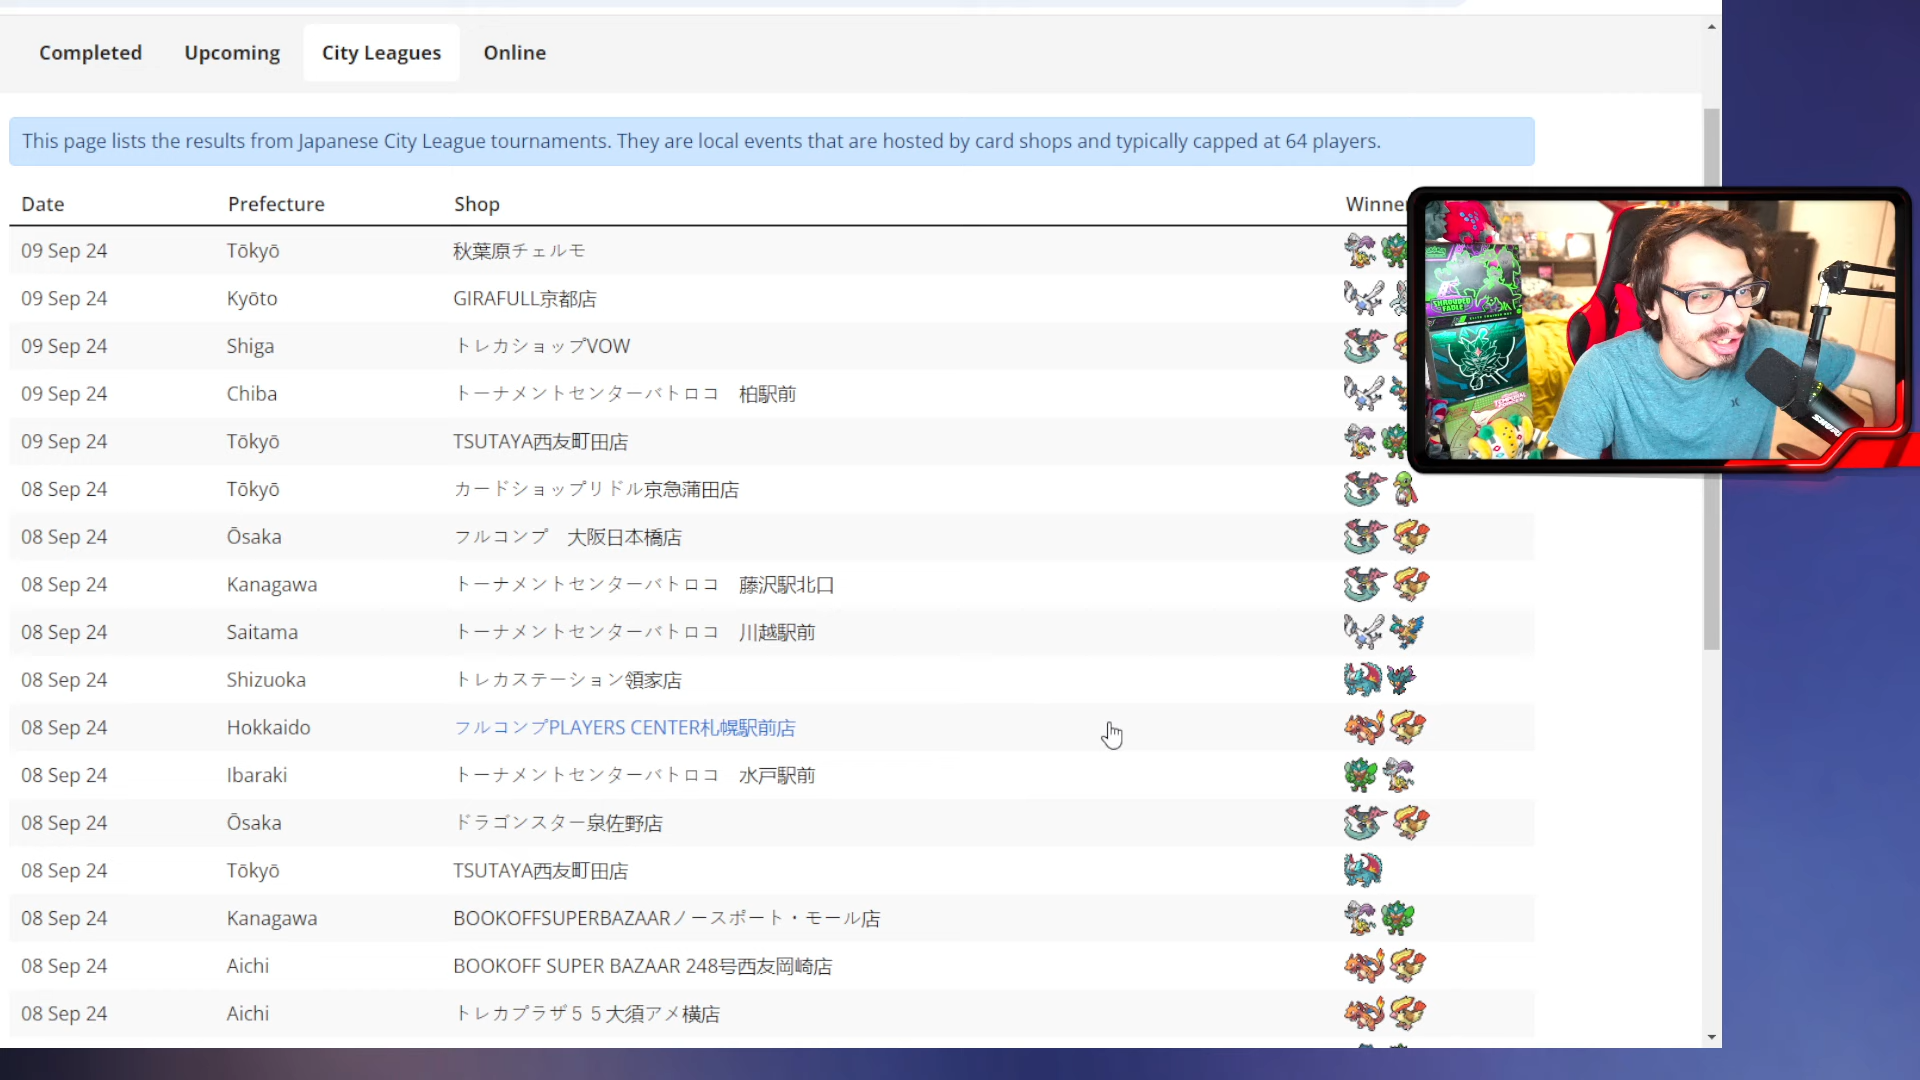 Completed Upcoming City Leagues Online
This page lists the results from Japanese City League tournaments. They are local events that are hosted by card shops and typically capped at 64 players.
Date Prefecture Shop Winner
09 Sep 24 Tōkyō 秋葉原チェルモ
09 Sep 24 Kyōto GIRAFULL京都店
09 Sep 24 Shiga トレカショップVOW
09 Sep 24 Chiba トーナメントセンターバトロコ 柏駅前
09 Sep 24 Tōkyō TSUTAYA西友町田店
08 Sep 24 Tōkyō カードショップリドル京急蒲田店
08 Sep 24 Ōsaka フルコンプ 大阪日本橋店
08 Sep 24 Kanagawa トーナメントセンターバトロコ 藤沢駅北口
08 Sep 24 Saitama トーナメントセンターバトロコ 川越駅前
08 Sep 24 Shizuoka トレカステーション領家店
08 Sep 24 Hokkaido フルコンプPLAYERS CENTER札幌駅前店
08 Sep 24 Ibaraki トーナメントセンターバトロコ 水戸駅前
08 Sep 24 Ōsaka ドラゴンスター泉佐野店
08 Sep 24 Tōkyō TSUTAYA西友町田店
08 Sep 24 Kanagawa BOOKOFFSUPERBAZAARノースポート・モール店
08 Sep 24 Aichi BOOKOFF SUPER BAZAAR 248号西友岡崎店
08 Sep 24 Aichi トレカプラザ５５大須アメ横店
SHROUDED
FABLE
SHURE